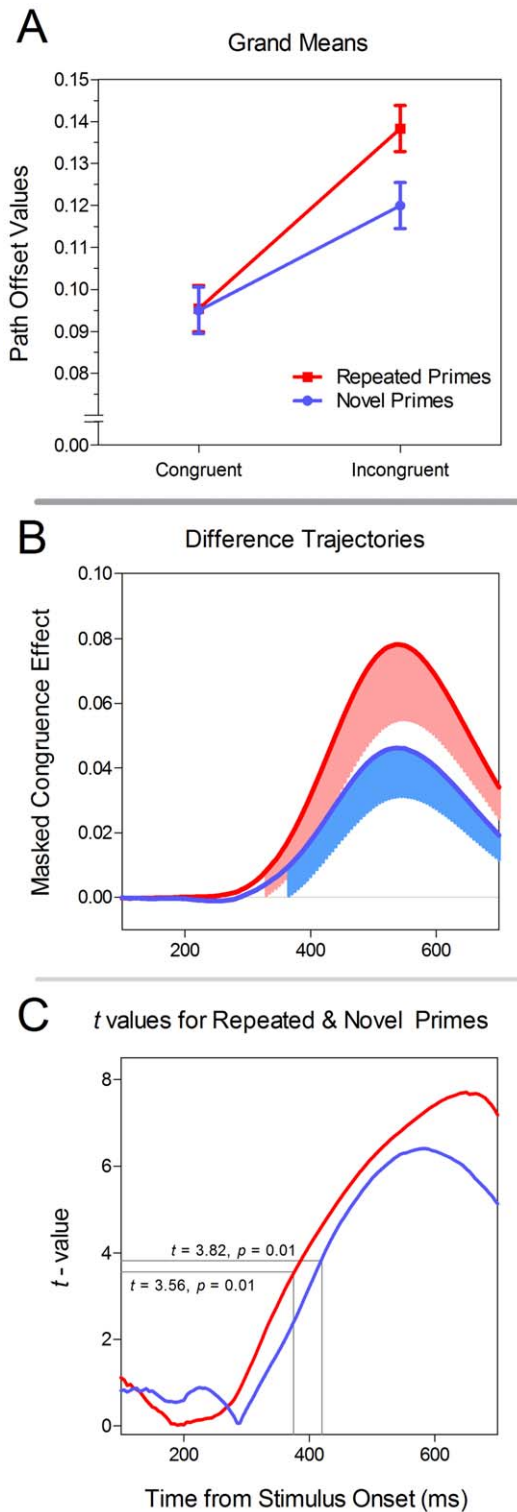 A
Grand Means
0.15
0.14
0.13
0.12
0.11
0.10
0.09
0.08
0.00
Path Offset Values
Repeated Primes
Novel Primes
Congruent Incongruent
B
Difference Trajectories
0.10
0.08
0.06
0.04
0.02
0.00
Masked Congruence Effect
200 400 600
C
t values for Repeated & Novel Primes
8
6
4
2
0
t - value
t = 3.82, p = 0.01
t = 3.56, p = 0.01
200 400 600
Time from Stimulus Onset (ms)